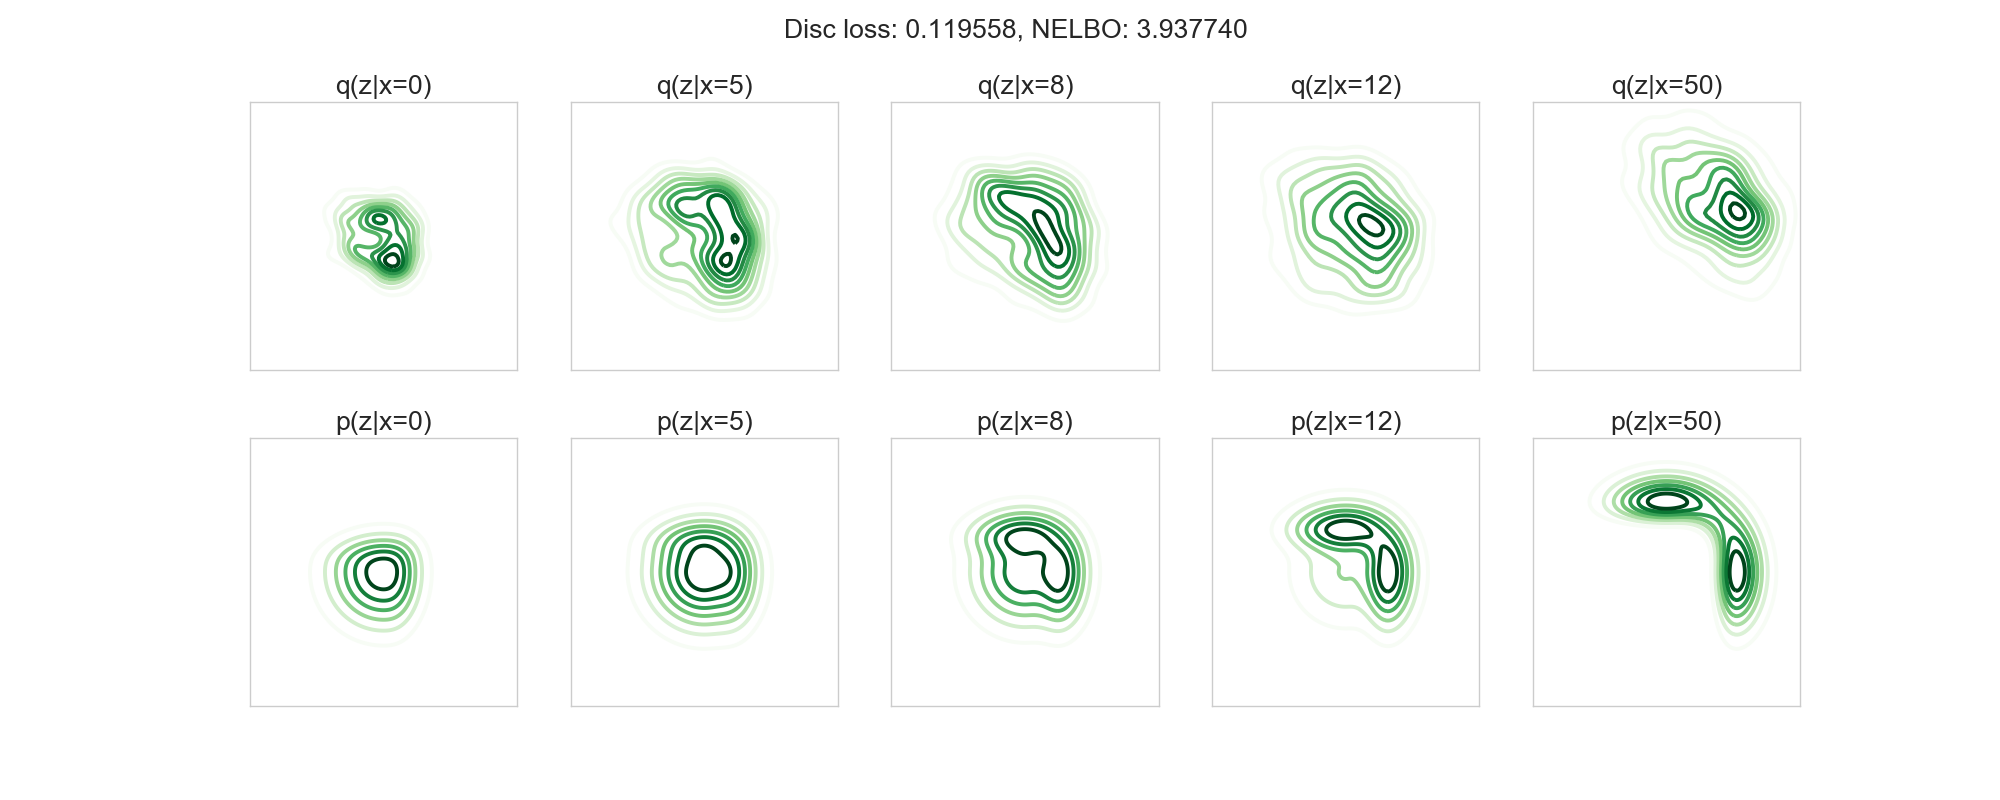 Disc loss: 0.119558, NELBO: 3.937740
q(z|x=0) q(z|x=5) q(z|x=8) q(z|x=12) q(z|x=50)
p(z|x=0) p(z|x=5) p(z|x=8) p(z|x=12) p(z|x=50)